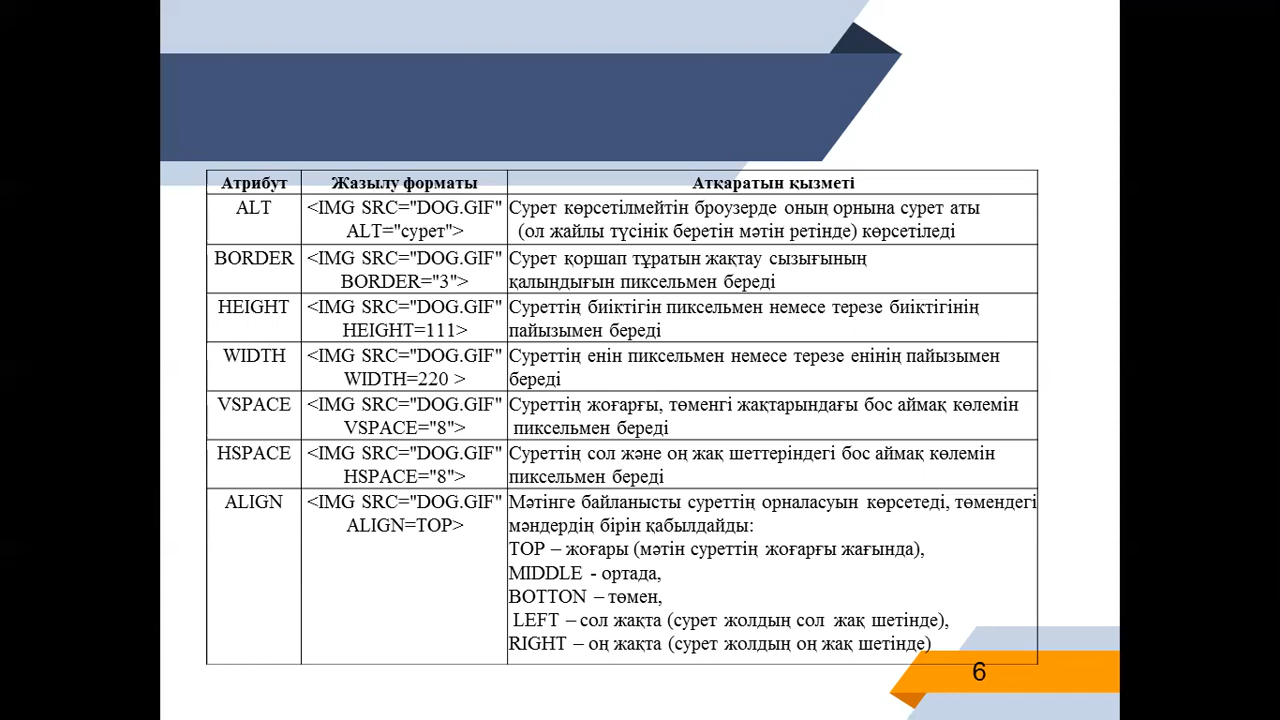 Атрибут Жазылу форматы Атқаратын қызметі
ALT <IMG SRC="DOG.GIF" Сурет көрсетілмейтін броузерде оның орнына сурет аты
ALT="сурет"> (ол жайлы түсінік беретін мәтін ретінде) көрсетіледі
BORDER <IMG SRC="DOG.GIF" Сурет қоршап тұратын жақтау сызығының
BORDER="3"> қалыңдығын пиксельмен береді
HEIGHT <IMG SRC="DOG.GIF" Суреттің биіктігін пиксельмен немесе терезе биіктігінің
HEIGHT=111> пайызымен береді
WIDTH <IMG SRC="DOG.GIF" Суреттің енін пиксельмен немесе терезе енінің пайызымен
WIDTH=220 > береді
VSPACE <IMG SRC="DOG.GIF" Суреттің жоғарғы, төменгі жақтарындағы бос аймақ көлемін
VSPACE="8"> пиксельмен береді
HSPACE <IMG SRC="DOG.GIF" Суреттің сол және оң жақ шеттеріндегі бос аймақ көлемін
HSPACE="8"> пиксельмен береді
ALIGN <IMG SRC="DOG.GIF" Мәтінге байланысты суреттің орналасуын көрсетеді, төмендегі
ALIGN=TOP> мәндердің бірін қабылдайды:
TOP – жоғары (мәтін суреттің жоғарғы жағында),
MIDDLE - ортада,
BOTTON – төмен,
LEFT – сол жақта (сурет жолдың сол жақ шетінде),
RIGHT – оң жақта (сурет жолдың оң жақ шетінде)
6